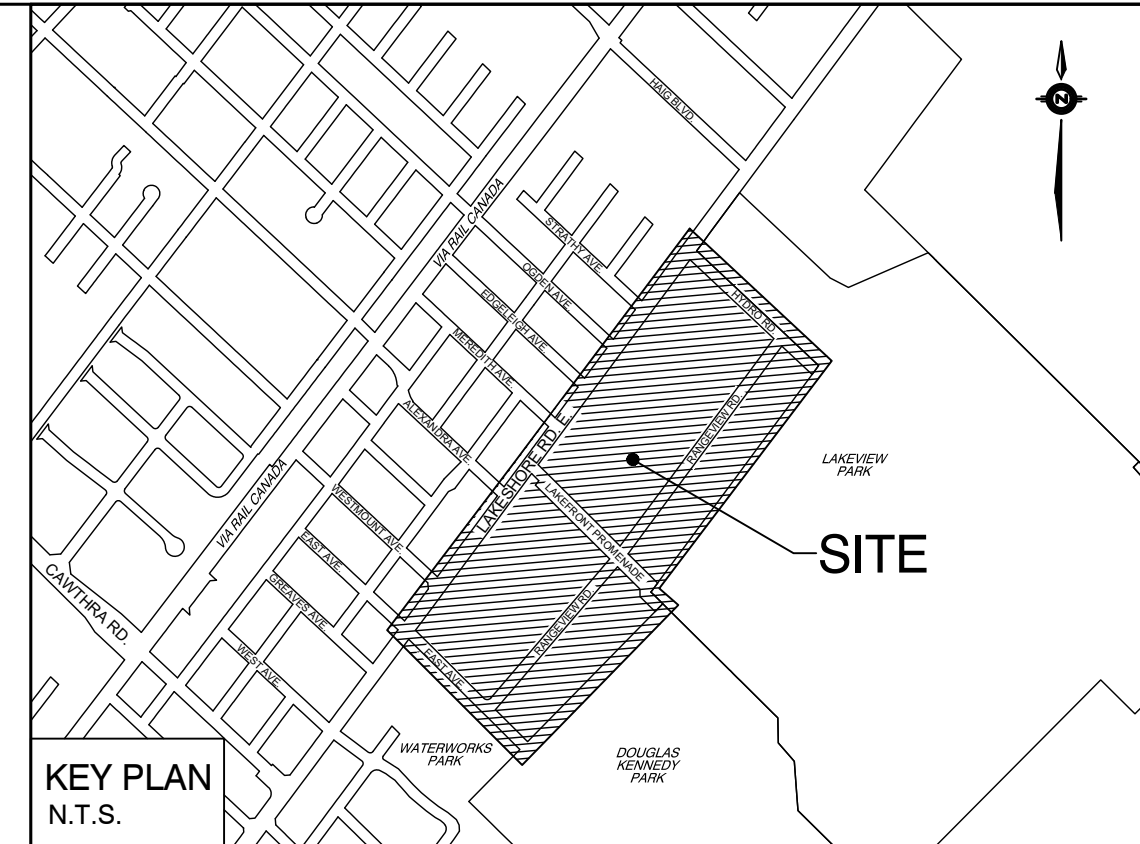 HAIG BLVD.
N
VIA RAIL CANADA
STRATHY AVE.
OGDEN AVE.
EDGELEIGH AVE.
MEREDITH AVE.
HYDRO RD.
ALEXANDRA AVE.
LAKESHORE RD. E.
RANGEVIEW RD.
LAKEVIEW
PARK
VIA RAIL CANADA
WESTMOUNT AVE.
LAKEFRONT PROMENADE
SITE
EAST AVE.
GREAVES AVE.
CAWTHRA RD.
RANGEVIEW RD.
WEST AVE.
EAST AVE.
WATERWORKS
PARK
DOUGLAS
KENNEDY
PARK
KEY PLAN
N.T.S.